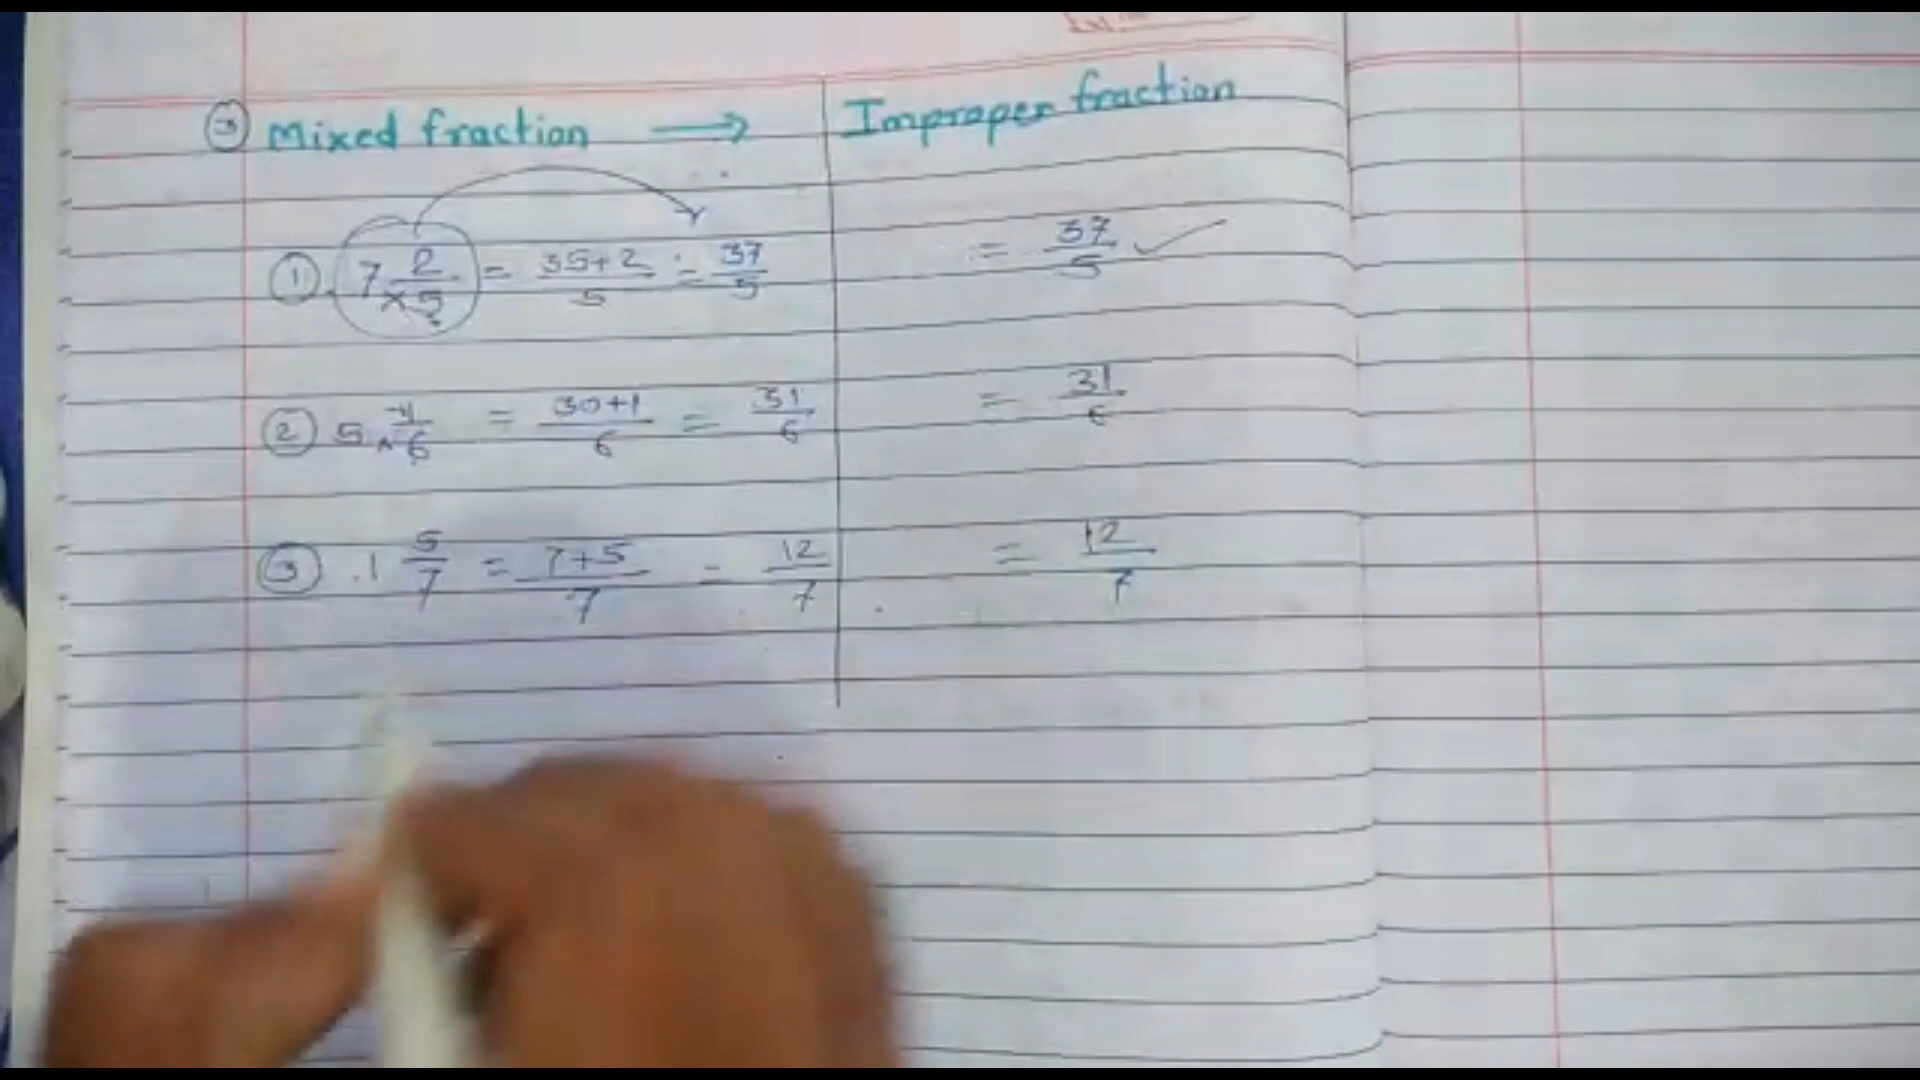 ③ Mixed fraction → Improper fraction
① 7 2/×5 = 35+2/5 = 37/5 = 37/5 ✓
② 5 × 1/6 = 30+1/6 = 31/6 = 31/6
③ .1 5/7 = 7+5/7 = 12/7 = 12/7